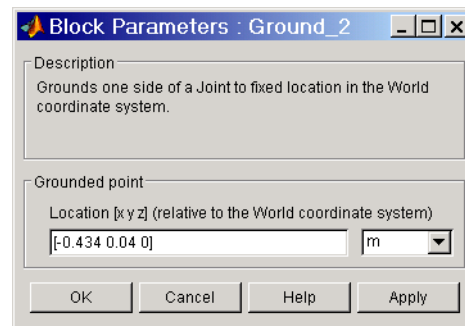 Block Parameters : Ground_2
Description
Grounds one side of a Joint to fixed location in the World
coordinate system.
Grounded point
Location [x y z] (relative to the World coordinate system)
[-0.434 0.04 0] m
OK Cancel Help Apply